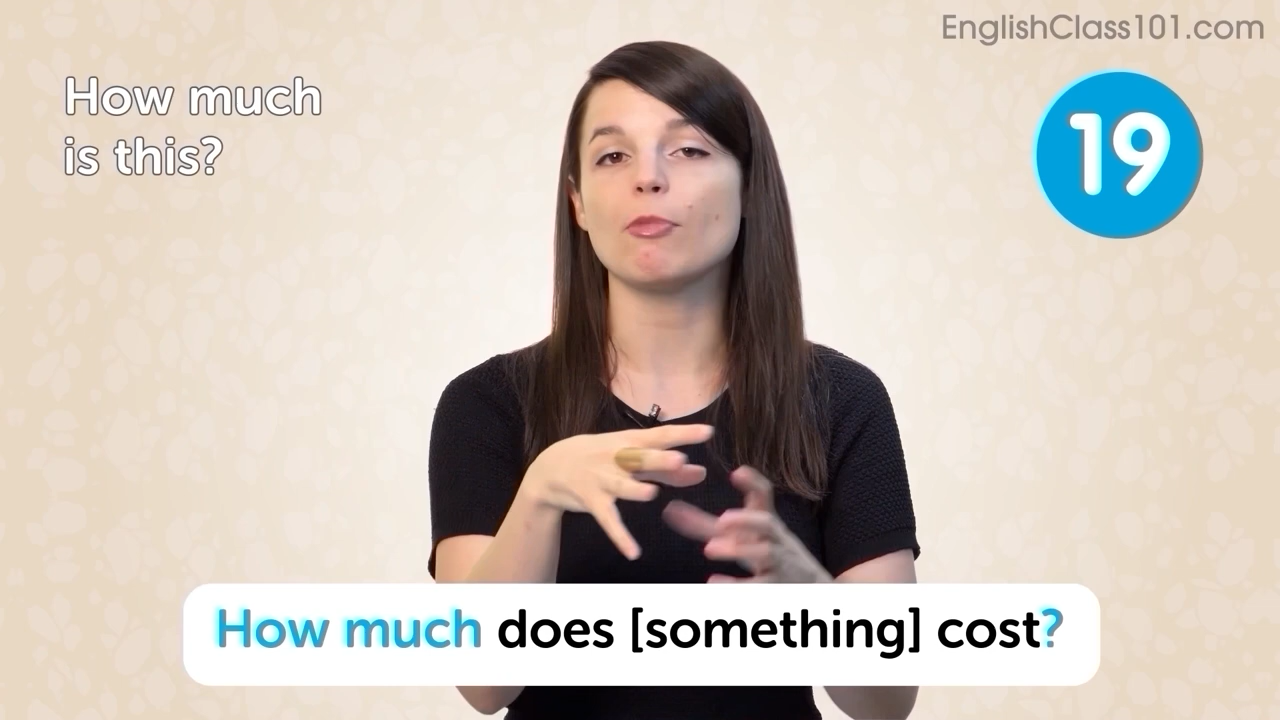 EnglishClass101.com
How much
is this?
19
How much does [something] cost?